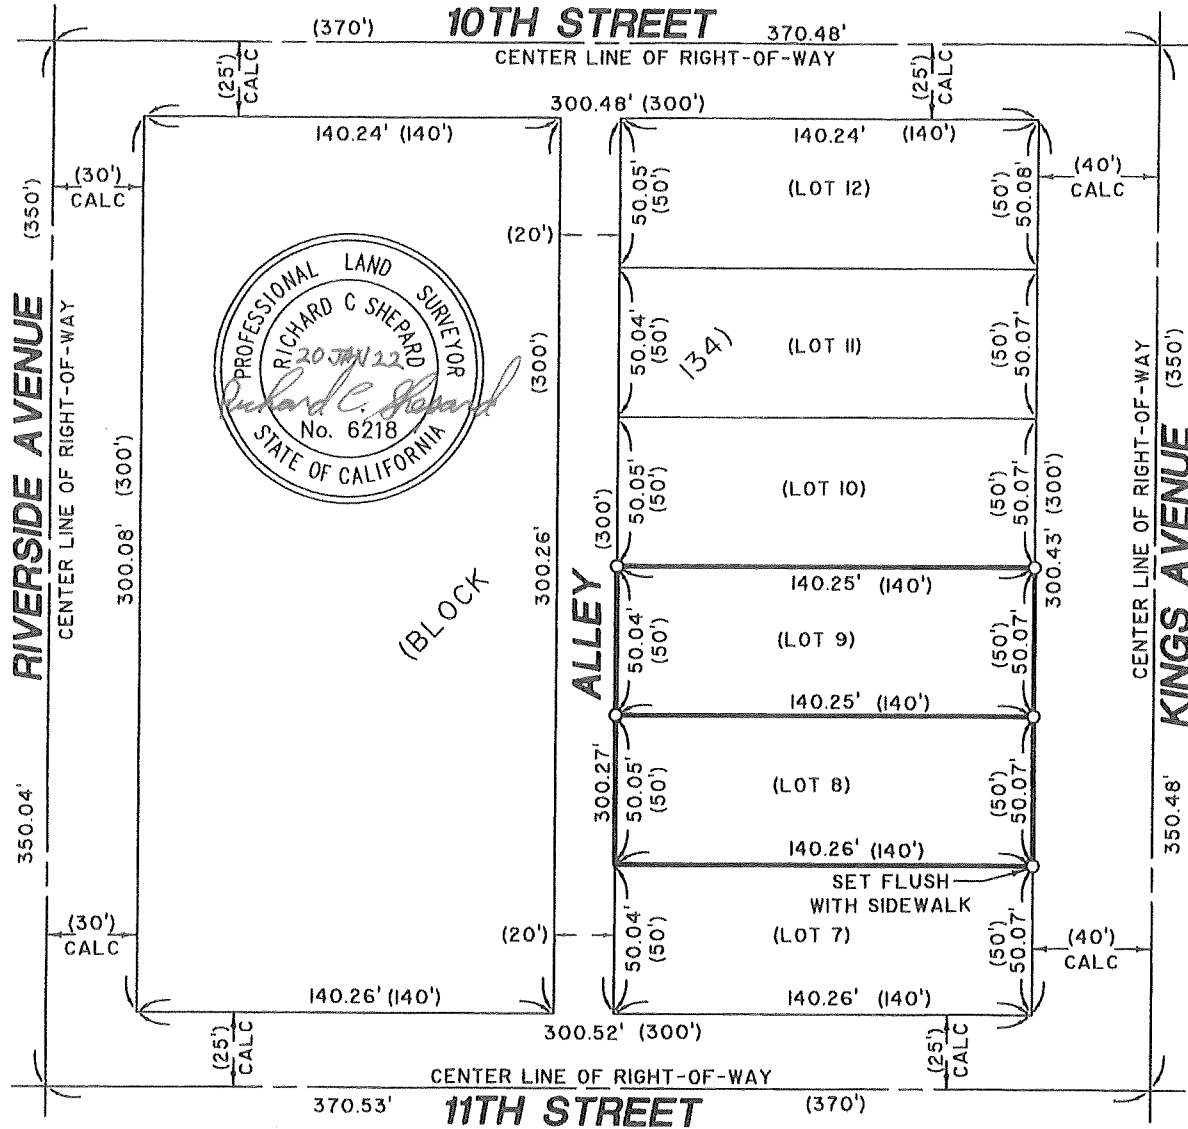 10TH STREET
(370')
370.48'
CENTER LINE OF RIGHT-OF-WAY
(25')
CALC
(25')
CALC
300.48' (300')
140.24' (140')
140.24' (140')
(30')
CALC
(40')
CALC
(350')
50.05'
(50')
(LOT 12)
(50')
50.08'
(20')
PROFESSIONAL LAND SURVEYOR
RICHARD C SHEPARD
20 JAN 22
Richard C. Shepard
No. 6218
STATE OF CALIFORNIA
RIVERSIDE AVENUE
CENTER LINE OF RIGHT-OF-WAY
(300')
50.04'
(50')
134)
(LOT 11)
(50')
50.07'
(350')
CENTER LINE OF RIGHT-OF-WAY
KINGS AVENUE
(300')
300.08'
300.26'
(300')
50.05'
(50')
(LOT 10)
(50')
50.07'
(300')
300.43'
(BLOCK
ALLEY
140.25' (140')
50.04'
(50')
(LOT 9)
(50')
50.07'
140.25' (140')
300.27'
50.05'
(50')
(LOT 8)
(50')
50.07'
350.04'
350.48'
140.26' (140')
SET FLUSH
WITH SIDEWALK
(30')
CALC
(20')
50.04'
(50')
(LOT 7)
(50')
50.07'
(40')
CALC
140.26' (140')
140.26' (140')
300.52' (300')
(25')
CALC
(25')
CALC
CENTER LINE OF RIGHT-OF-WAY
370.53'
11TH STREET
(370')